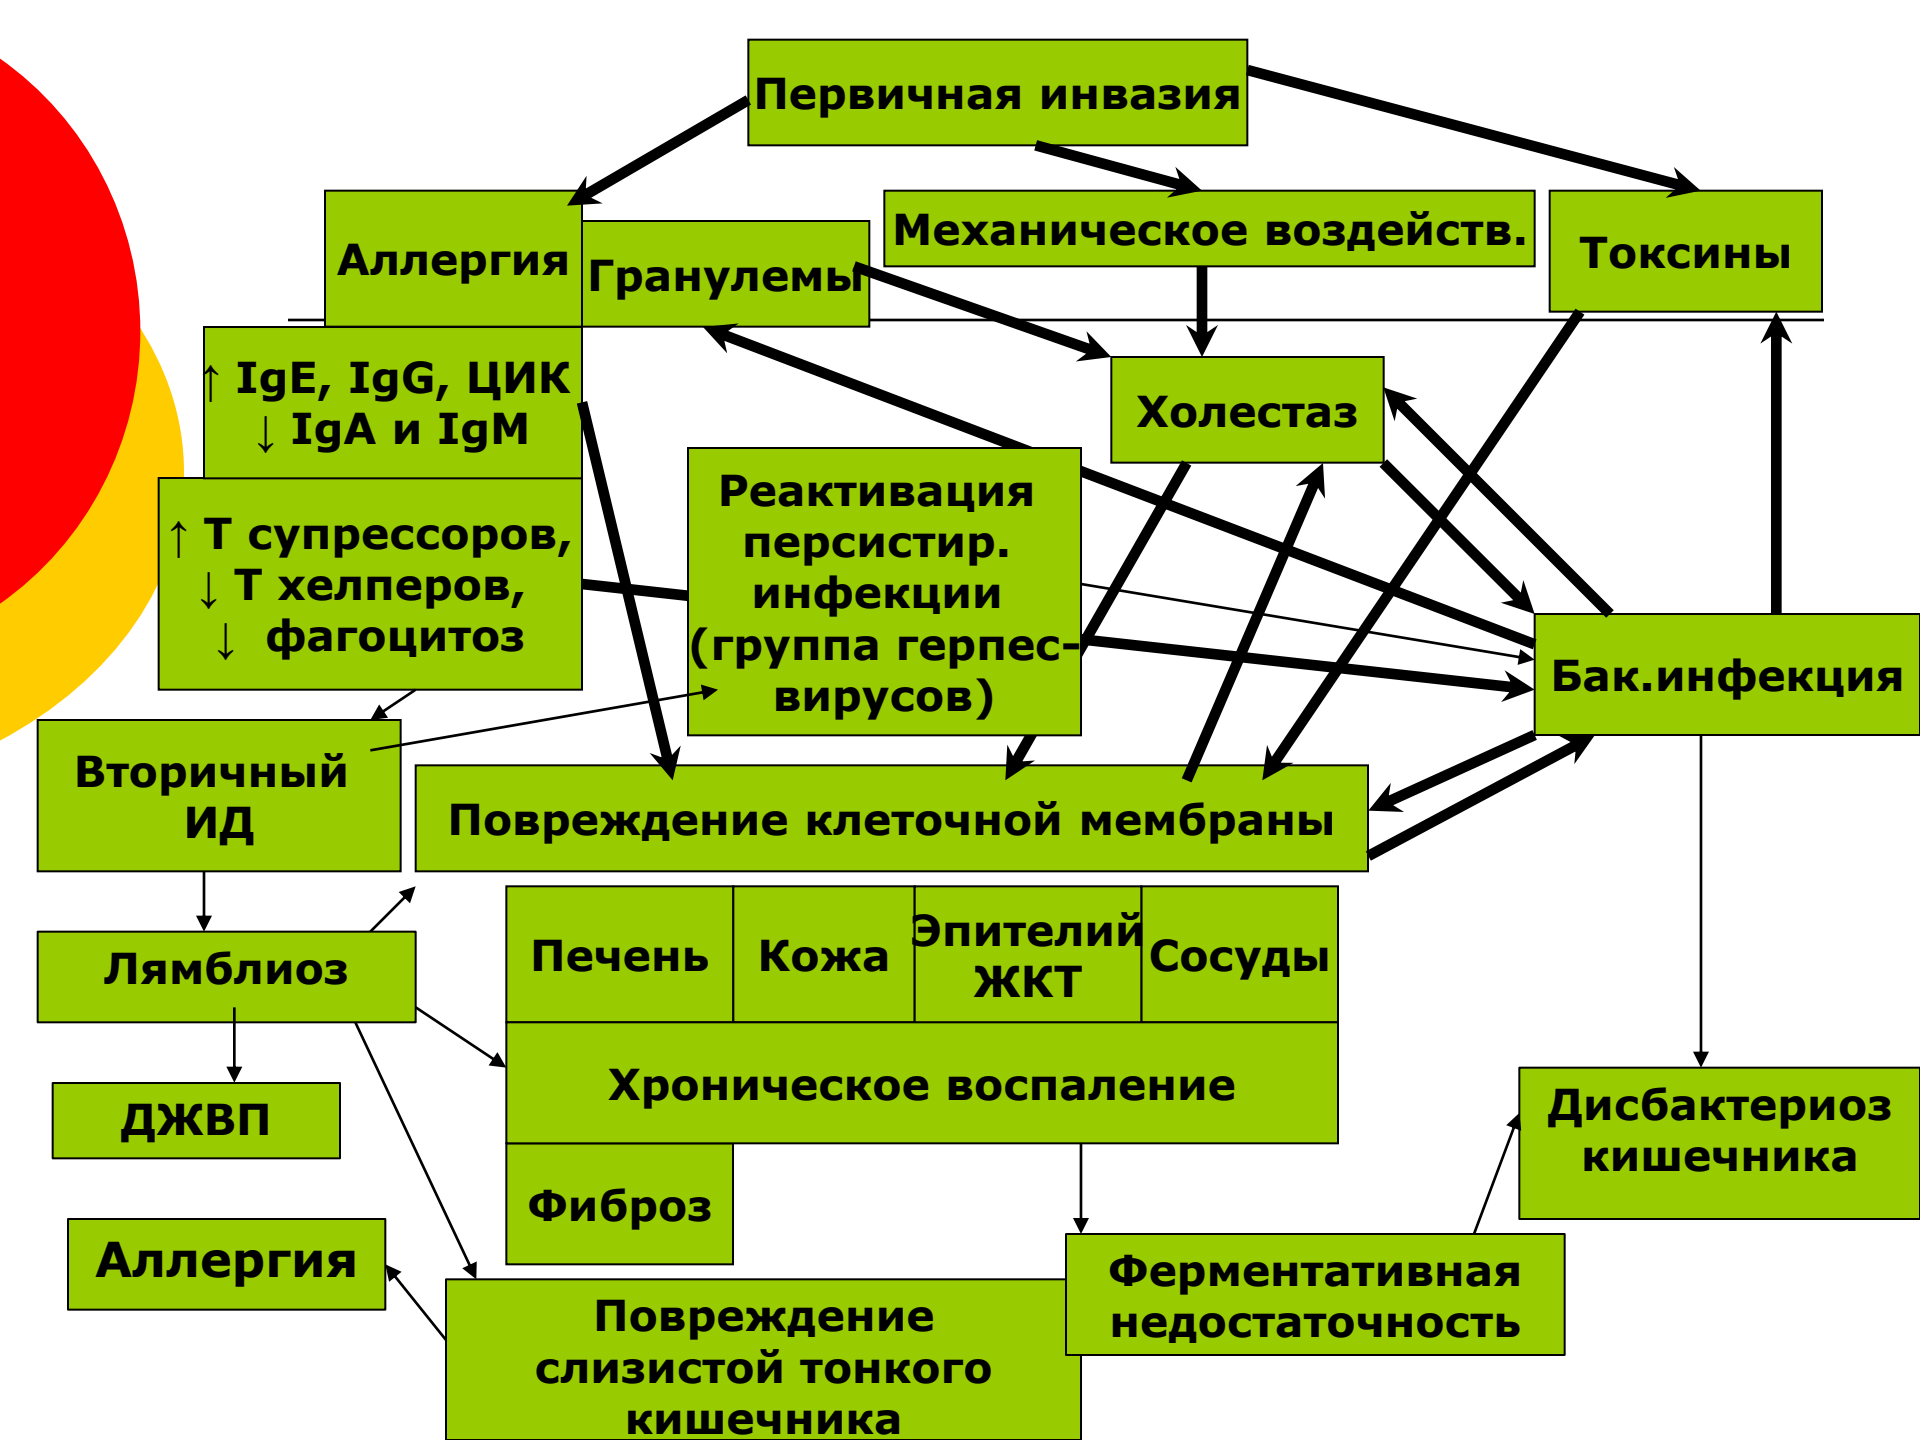 Первичная инвазия
Аллергия
Гранулемы
Механическое воздейств.
Токсины
↑ IgE, IgG, ЦИК
↓ IgA и IgM
Холестаз
↑ Т супрессоров,
↓ Т хелперов,
↓ фагоцитоз
Реактивация
персистир.
инфекции
(группа герпес-
вирусов)
Бак.инфекция
Вторичный
ИД
Повреждение клеточной мембраны
Лямблиоз
Печень
Кожа
Эпителий
ЖКТ
Сосуды
Хроническое воспаление
ДЖВП
Дисбактериоз
кишечника
Фиброз
Аллергия
Ферментативная
недостаточность
Повреждение
слизистой тонкого
кишечника